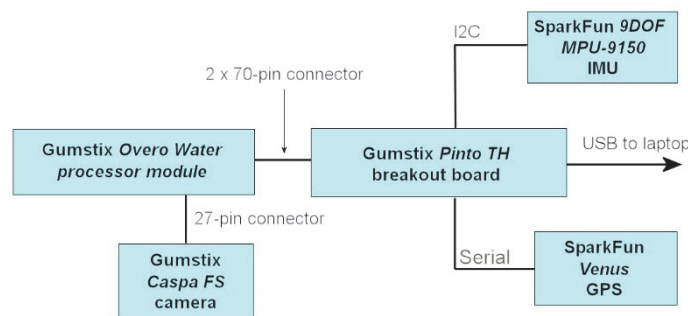 I2C
SparkFun 9DOF
MPU-9150
IMU
2 x 70-pin connector
Gumstix Overo Water
processor module
Gumstix Pinto TH
breakout board
USB to laptop
27-pin connector
Gumstix
Caspa FS
camera
Serial
SparkFun
Venus
GPS